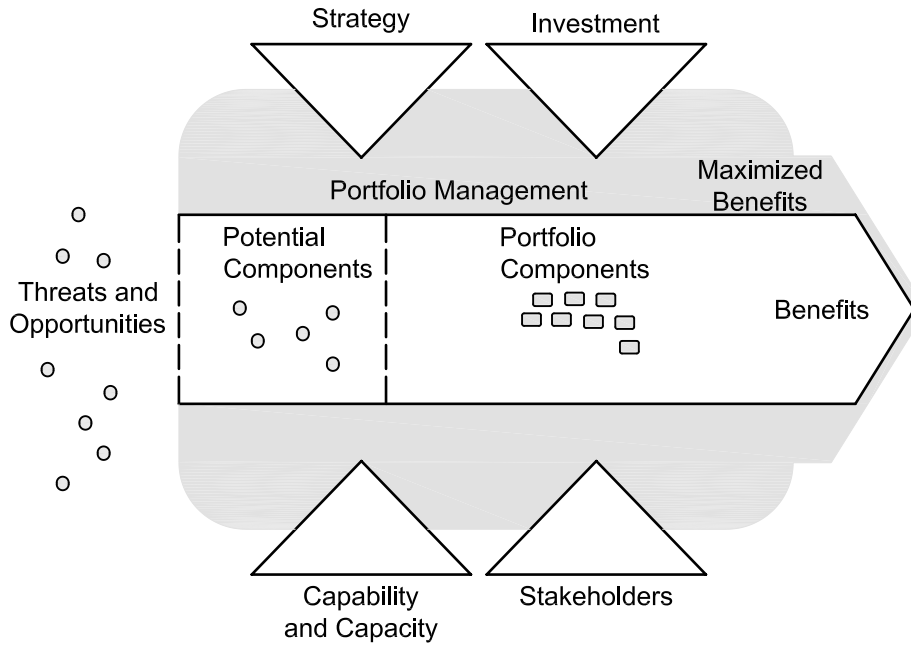 Strategy
Investment
Maximized
Benefits
Portfolio Management
Potential
Components
Portfolio
Components
Threats and
Opportunities
Benefits
Capability
and Capacity
Stakeholders